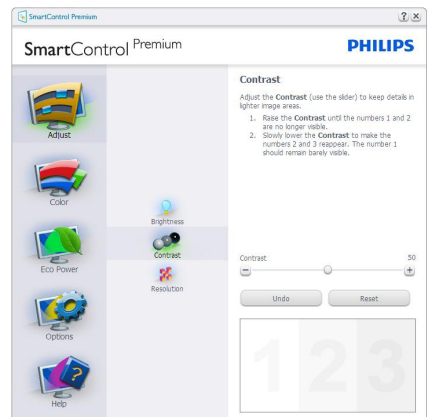 SmartControl Premium
? ×
SmartControl Premium
PHILIPS
Adjust
Color
Eco Power
Options
Help
Brightness
Contrast
Resolution
Contrast
Adjust the Contrast (use the slider) to keep details in
lighter image areas.
1. Raise the Contrast until the numbers 1 and 2
are no longer visible.
2. Slowly lower the Contrast to make the
numbers 2 and 3 reappear. The number 1
should remain barely visible.
Contrast 50
Undo Reset
1 2 3